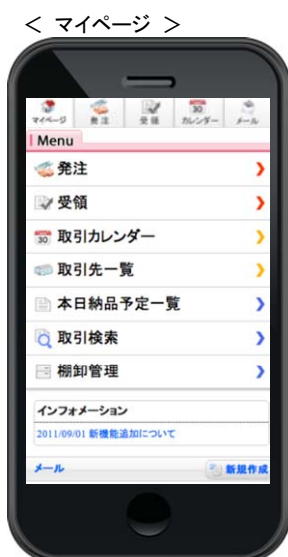 < マイページ >
マイページ 発注 受領 カレンダー メール
30
Menu
発注
受領
30 取引カレンダー
取引先一覧
本日納品予定一覧
取引検索
棚卸管理
インフォメーション
2011/09/01 新機能追加について
メール 新規作成